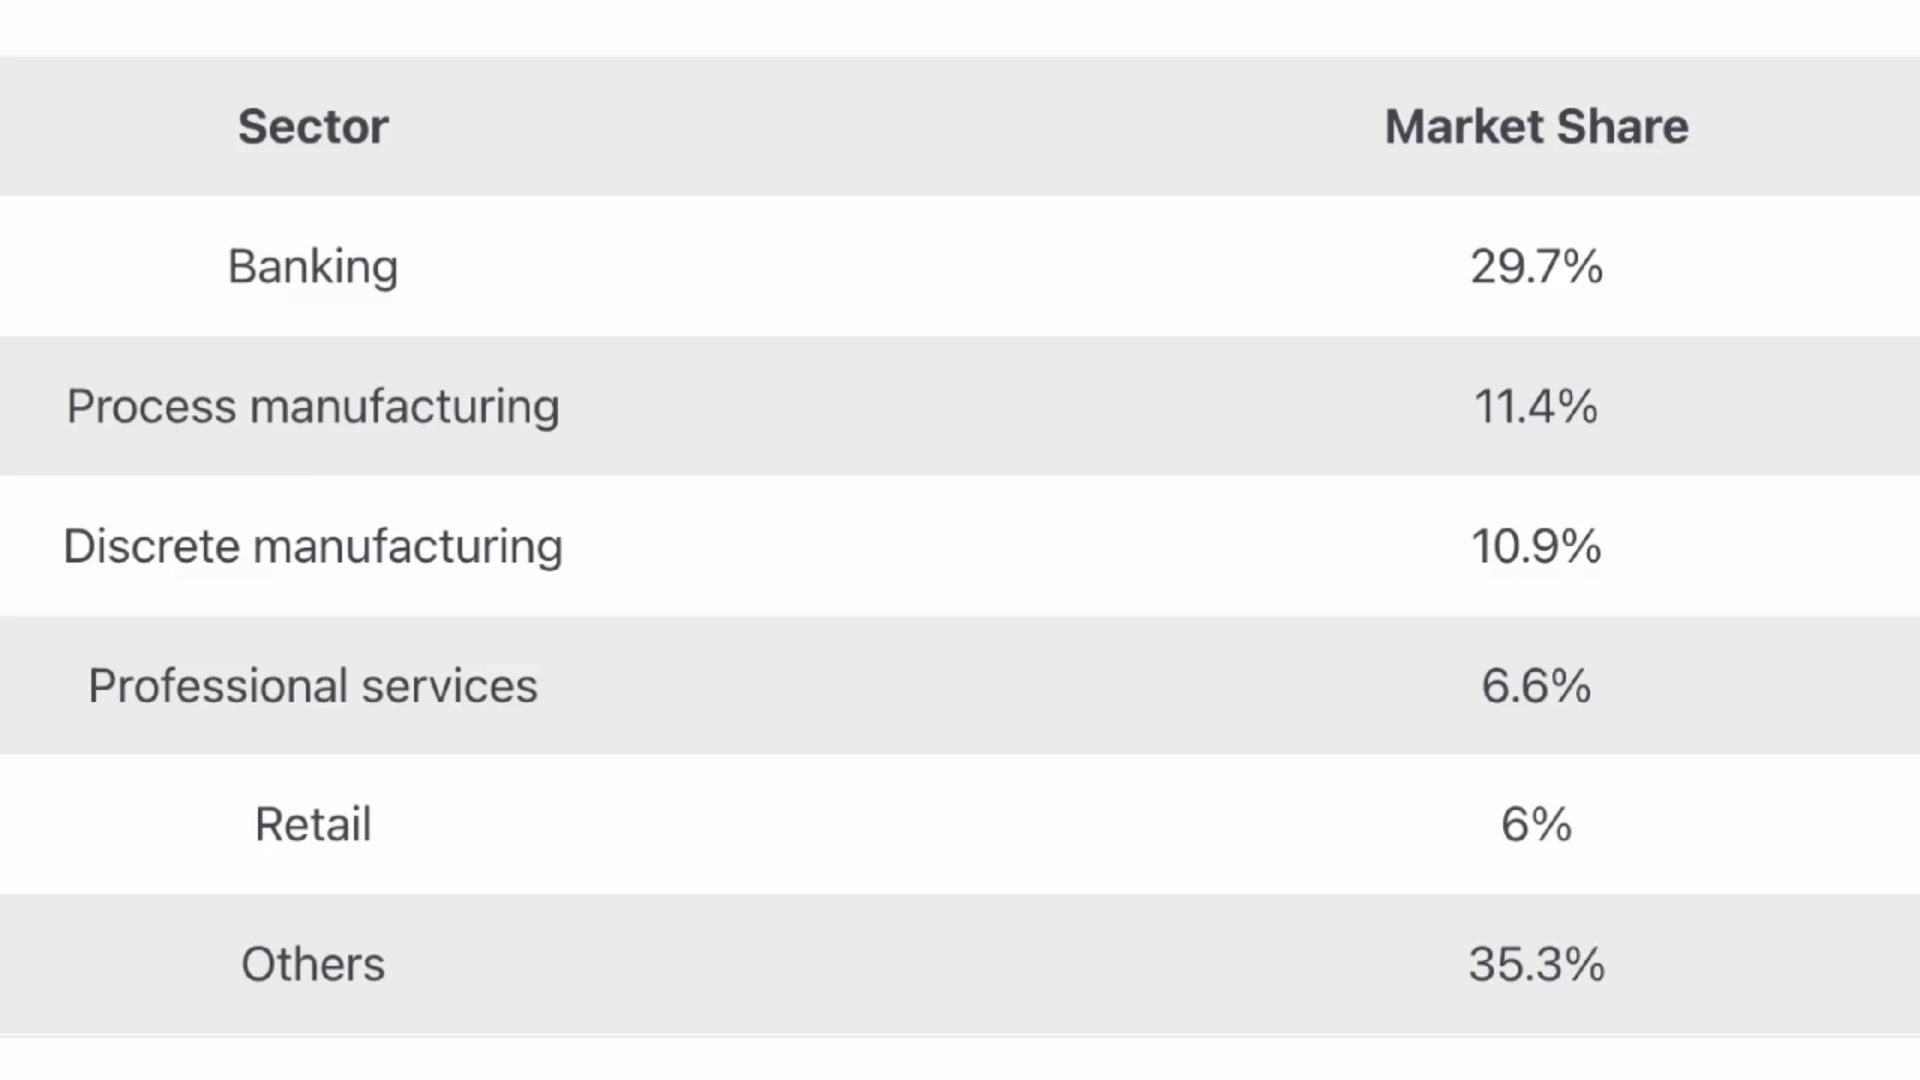 Sector Market Share
Banking 29.7%
Process manufacturing 11.4%
Discrete manufacturing 10.9%
Professional services 6.6%
Retail 6%
Others 35.3%